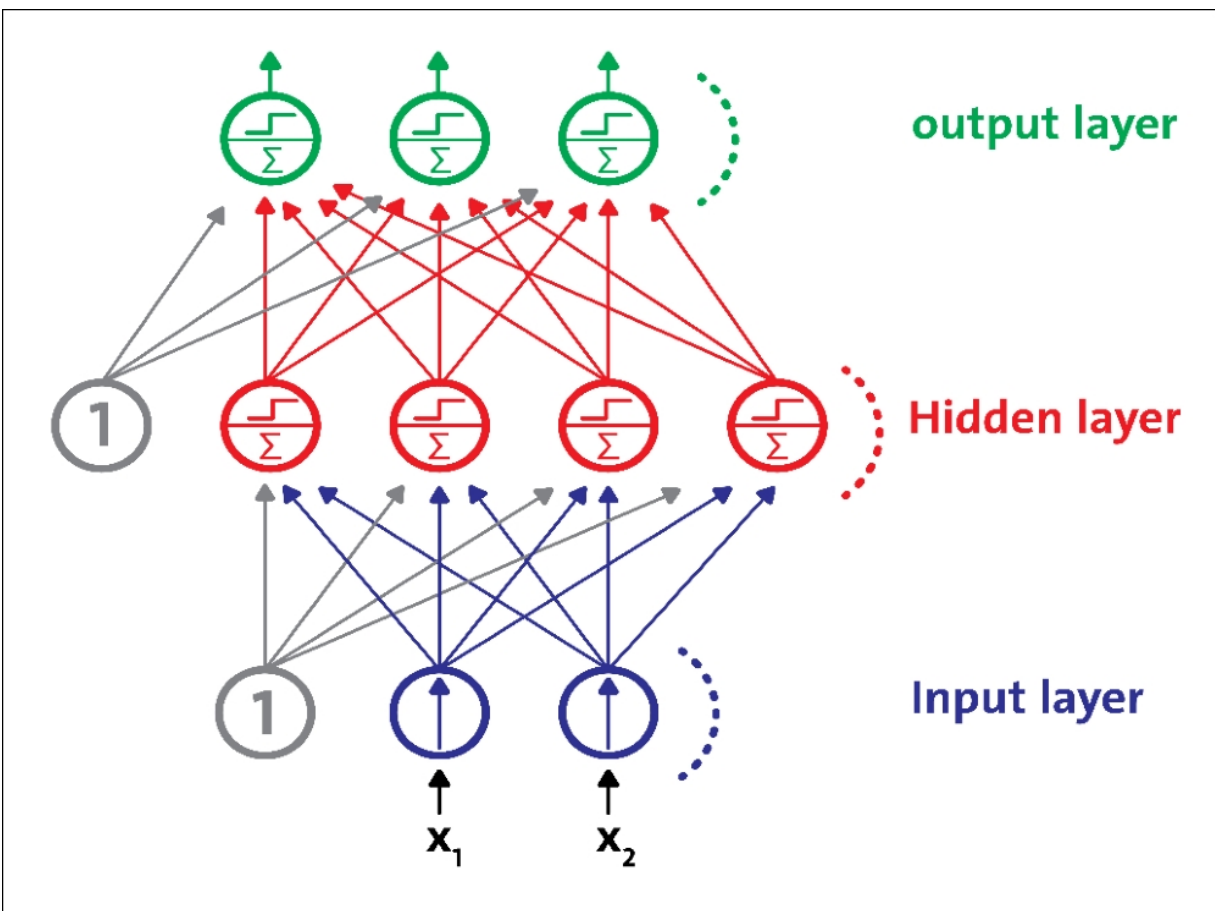 output layer
Σ Σ Σ
1 Σ Σ Σ Σ
Hidden layer
1
Input layer
x₁ x₂